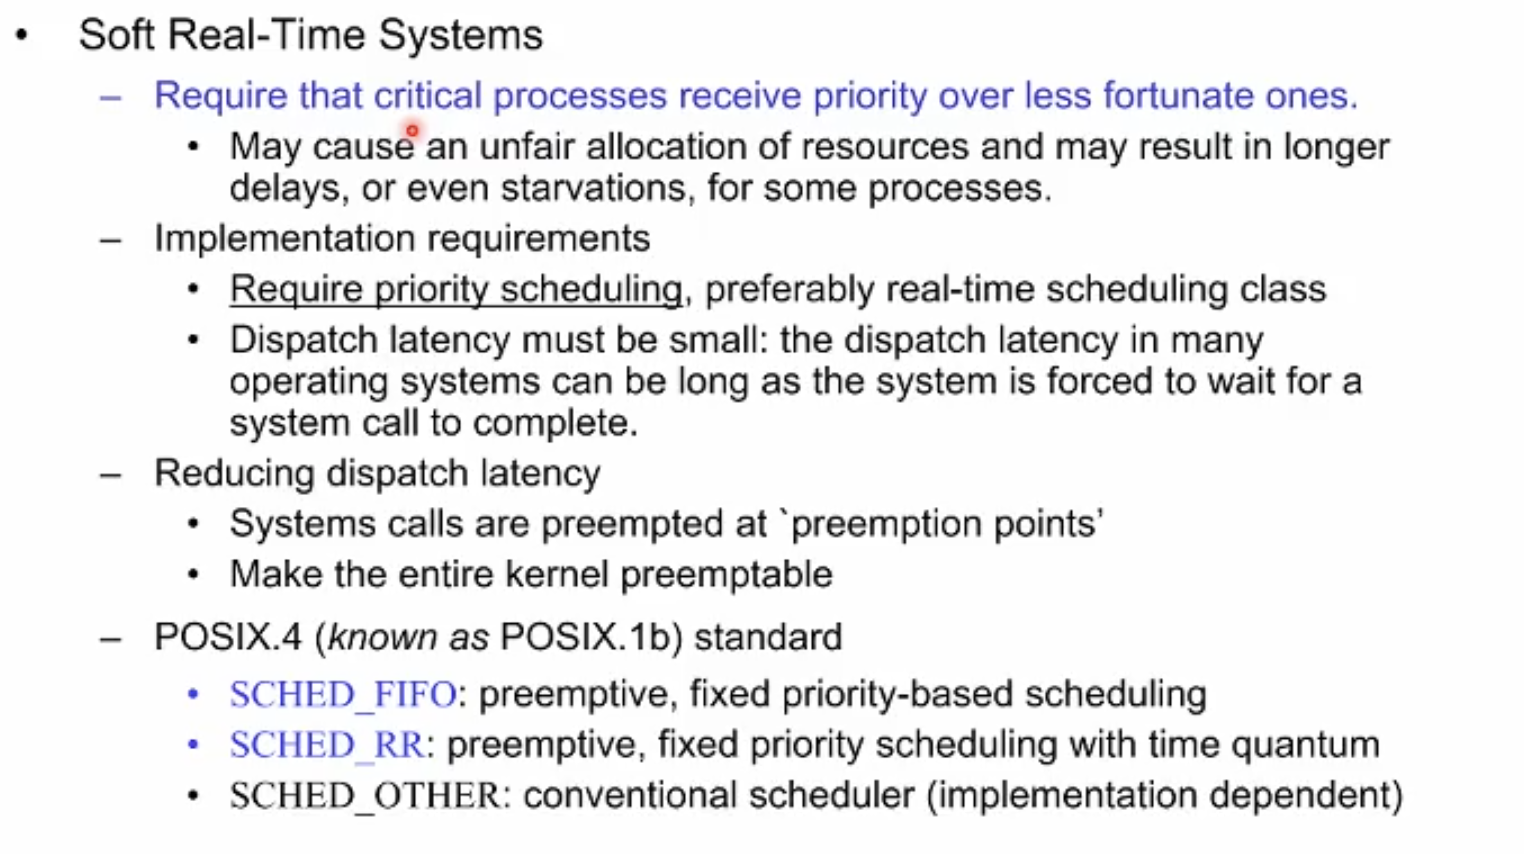 • Soft Real-Time Systems
– Require that critical processes receive priority over less fortunate ones.
• May cause an unfair allocation of resources and may result in longer
delays, or even starvations, for some processes.
– Implementation requirements
• Require priority scheduling, preferably real-time scheduling class
• Dispatch latency must be small: the dispatch latency in many
operating systems can be long as the system is forced to wait for a
system call to complete.
– Reducing dispatch latency
• Systems calls are preempted at `preemption points’
• Make the entire kernel preemptable
– POSIX.4 (known as POSIX.1b) standard
• SCHED_FIFO: preemptive, fixed priority-based scheduling
• SCHED_RR: preemptive, fixed priority scheduling with time quantum
• SCHED_OTHER: conventional scheduler (implementation dependent)